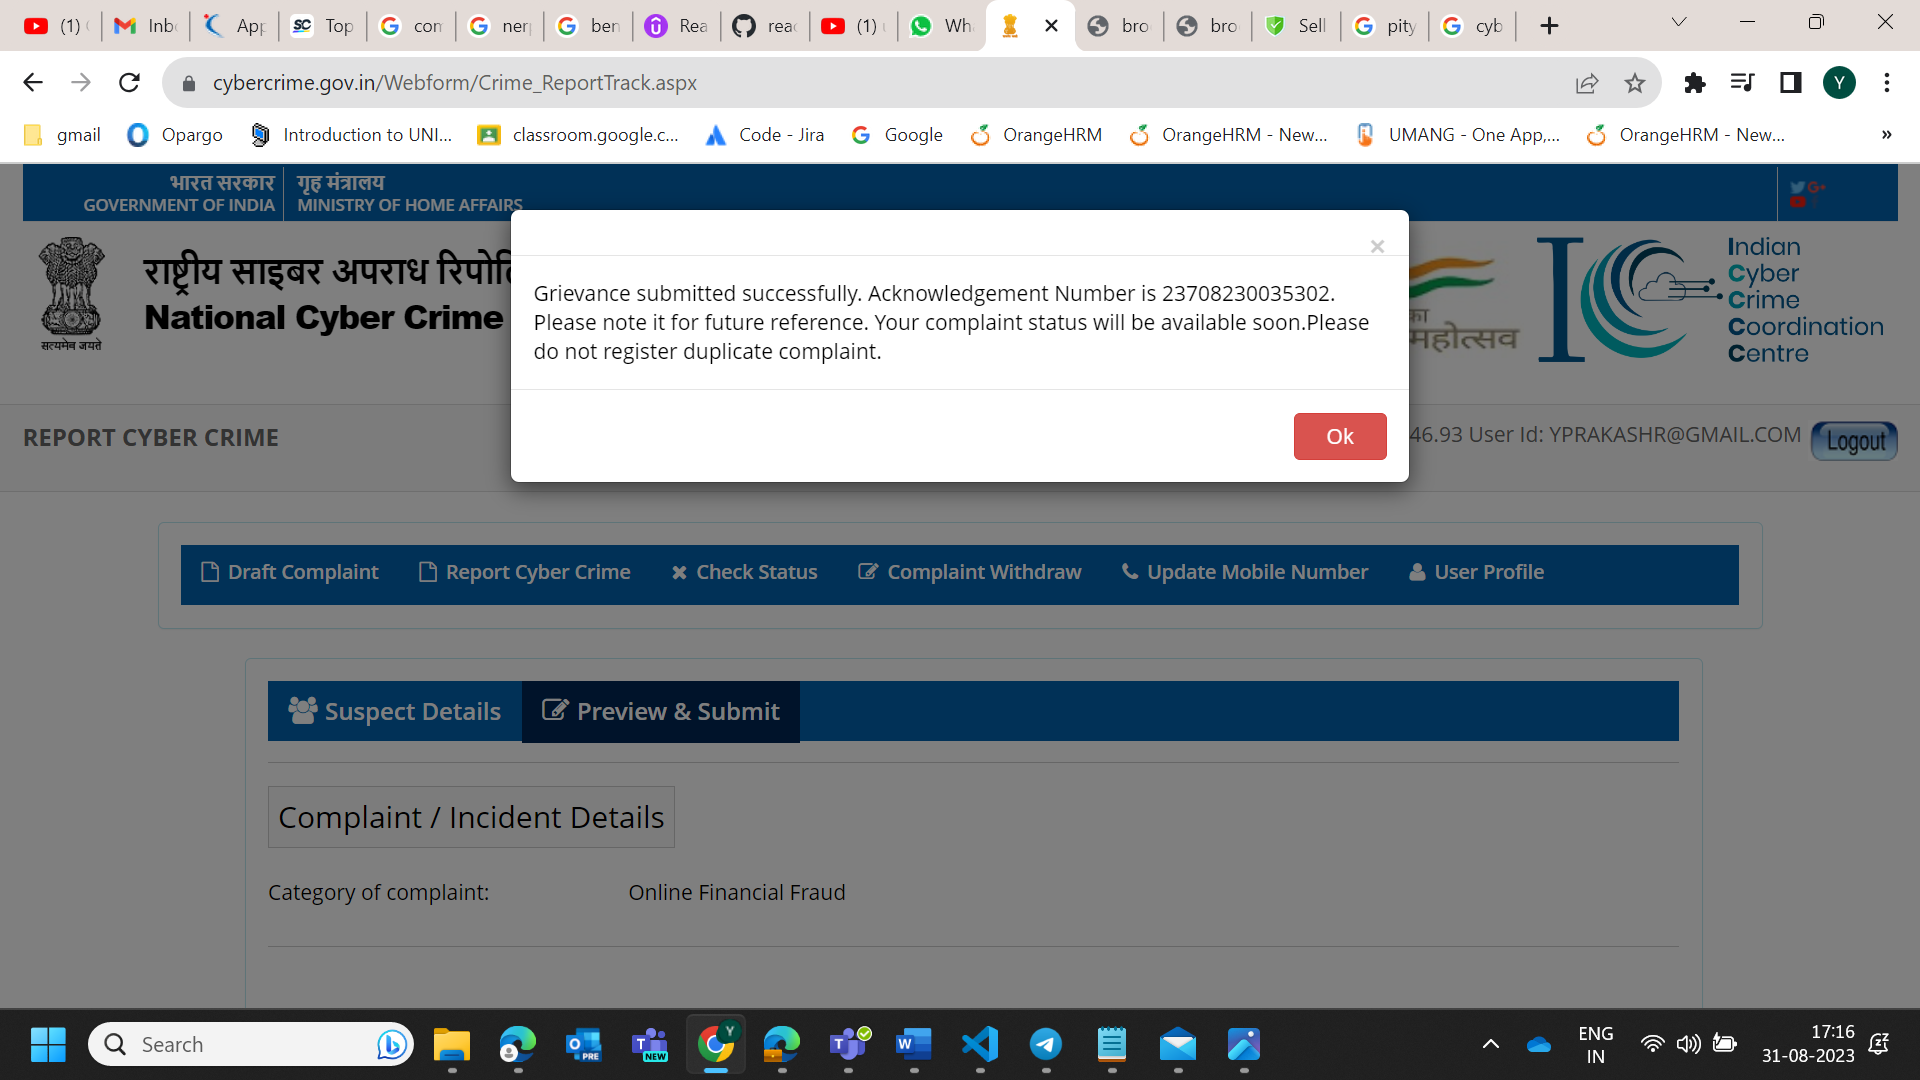 (1)
Inb
App
Top
con
ner
ben
Rea
reac
(1) u
Wh
bro
bro
Sell
pity
cyb
cybercrime.gov.in/Webform/Crime_ReportTrack.aspx
Y
gmail
Opargo
Introduction to UNI...
classroom.google.c...
Code - Jira
Google
OrangeHRM
OrangeHRM - New...
UMANG - One App,...
OrangeHRM - New...
»
भारत सरकार
GOVERNMENT OF INDIA
गृह मंत्रालय
MINISTRY OF HOME AFFAIRS
सत्यमेव जयते
राष्ट्रीय साइबर अपराध रिपोर्टि
National Cyber Crime
का
महोत्सव
Indian
Cyber
Crime
Coordination
Centre
×
Grievance submitted successfully. Acknowledgement Number is 23708230035302.
Please note it for future reference. Your complaint status will be available soon.Please
do not register duplicate complaint.
Ok
REPORT CYBER CRIME
46.93 User Id: YPRAKASHR@GMAIL.COM
Logout
Draft Complaint
Report Cyber Crime
Check Status
Complaint Withdraw
Update Mobile Number
User Profile
Suspect Details
Preview & Submit
Complaint / Incident Details
Category of complaint: Online Financial Fraud
Search
PRE
NEW
Y
ENG
IN
17:16
31-08-2023